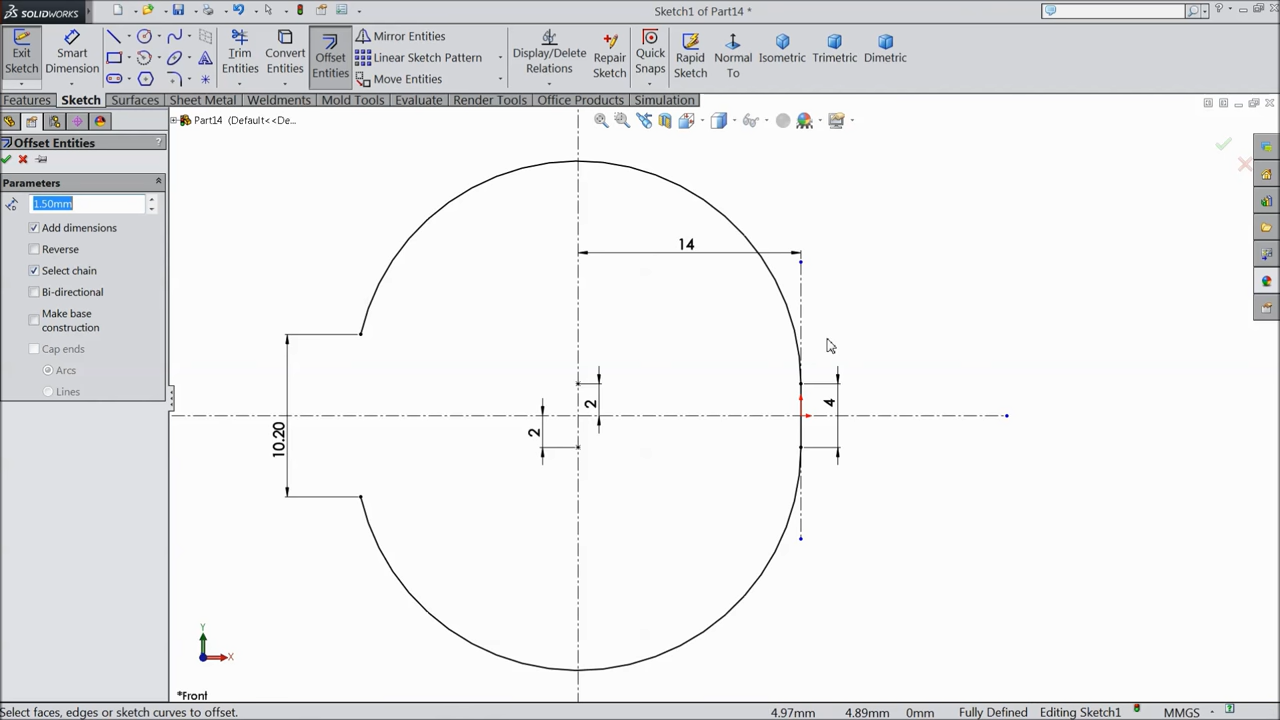 SOLIDWORKS
Sketch1 of Part14 *
Exit Sketch
Smart Dimension
Trim Entities
Convert Entities
Offset Entities
Mirror Entities
Linear Sketch Pattern
Move Entities
Display/Delete Relations
Repair Sketch
Quick Snaps
Rapid Sketch
Normal To
Isometric
Trimetric
Dimetric
Features Sketch Surfaces Sheet Metal Weldments Mold Tools Evaluate Render Tools Office Products Simulation
Part14 (Default<<De...
Offset Entities ?
Parameters
1.50mm
Add dimensions
Reverse
Select chain
Bi-directional
Make base
construction
Cap ends
Arcs
Lines
14
2
4
2
10.20
Y
X
*Front
Select faces, edges or sketch curves to offset.
4.97mm 4.89mm 0mm Fully Defined Editing Sketch1 MMGS